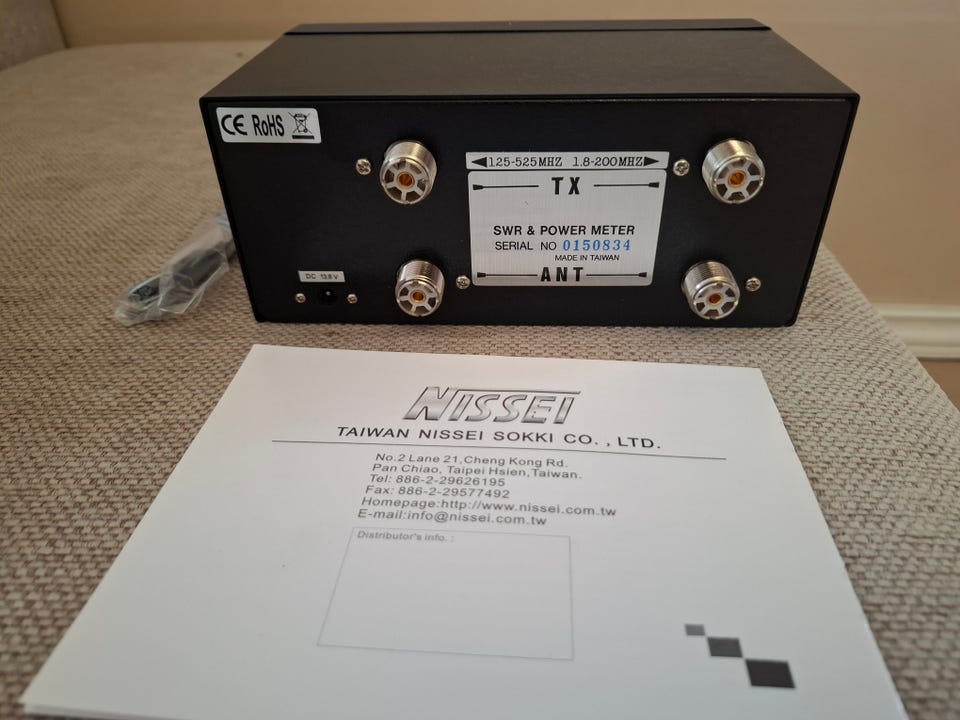 CE RoHS
◀125-525MHZ 1.8-200MHZ▶
TX
SWR & POWER METER
SERIAL NO 0150834
MADE IN TAIWAN
ANT
DC 13.8 V
NISSEI
TAIWAN NISSEI SOKKI CO. , LTD.
No.2 Lane 21,Cheng Kong Rd.
Pan Chiao, Taipei Hsien,Taiwan.
Tel: 886-2-29626195
Fax: 886-2-29577492
Homepage:http://www.nissei.com.tw
E-mail:info@nissei.com.tw
Distributor's info. :